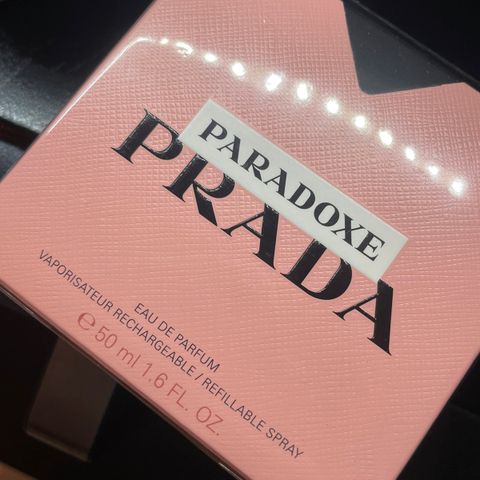 PARADOXE
PRADA
EAU DE PARFUM
VAPORISATEUR RECHARGEABLE / REFILLABLE SPRAY
℮ 50 ml 1.6 FL. OZ.